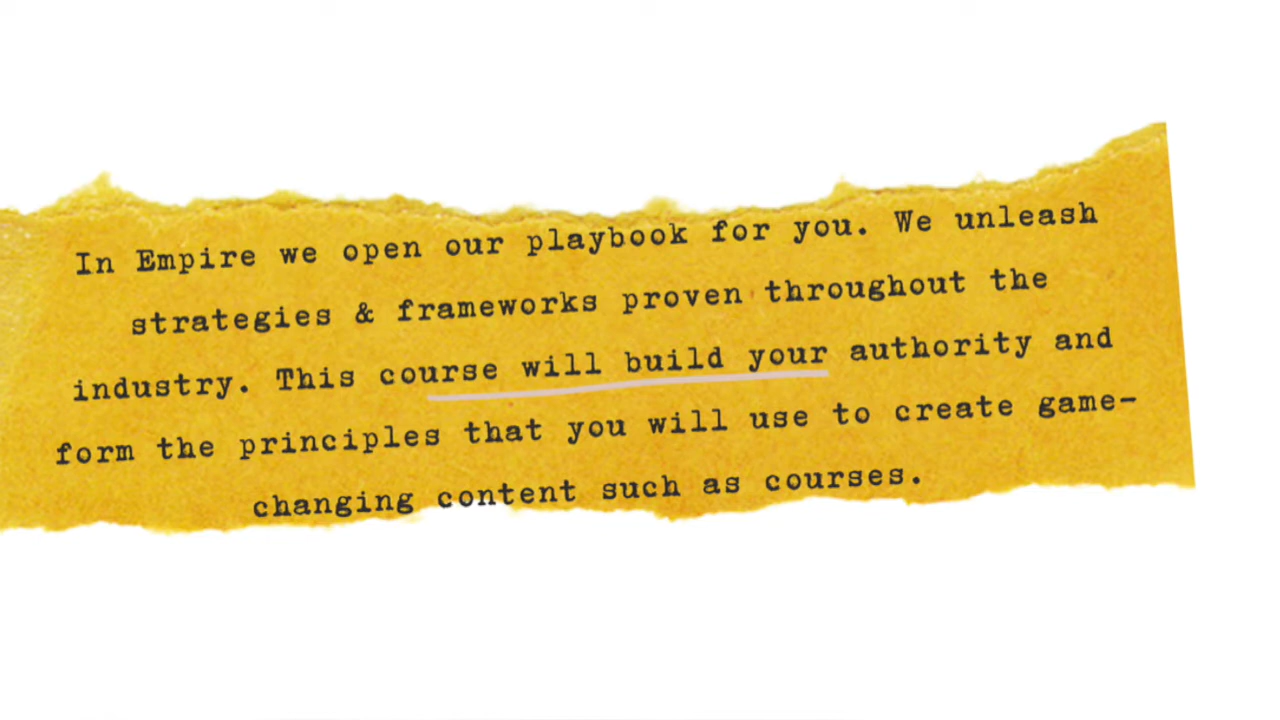 In Empire we open our playbook for you. We unleash
strategies & frameworks proven throughout the
industry. This course will build your authority and
form the principles that you will use to create game-
changing content such as courses.